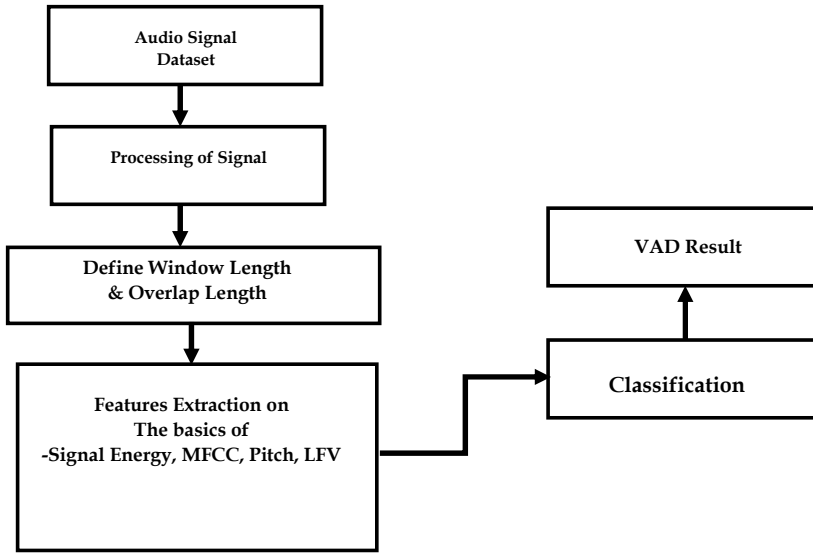 Audio Signal
Dataset
Processing of Signal
Define Window Length
& Overlap Length
Features Extraction on
The basics of
-Signal Energy, MFCC, Pitch, LFV
VAD Result
Classification